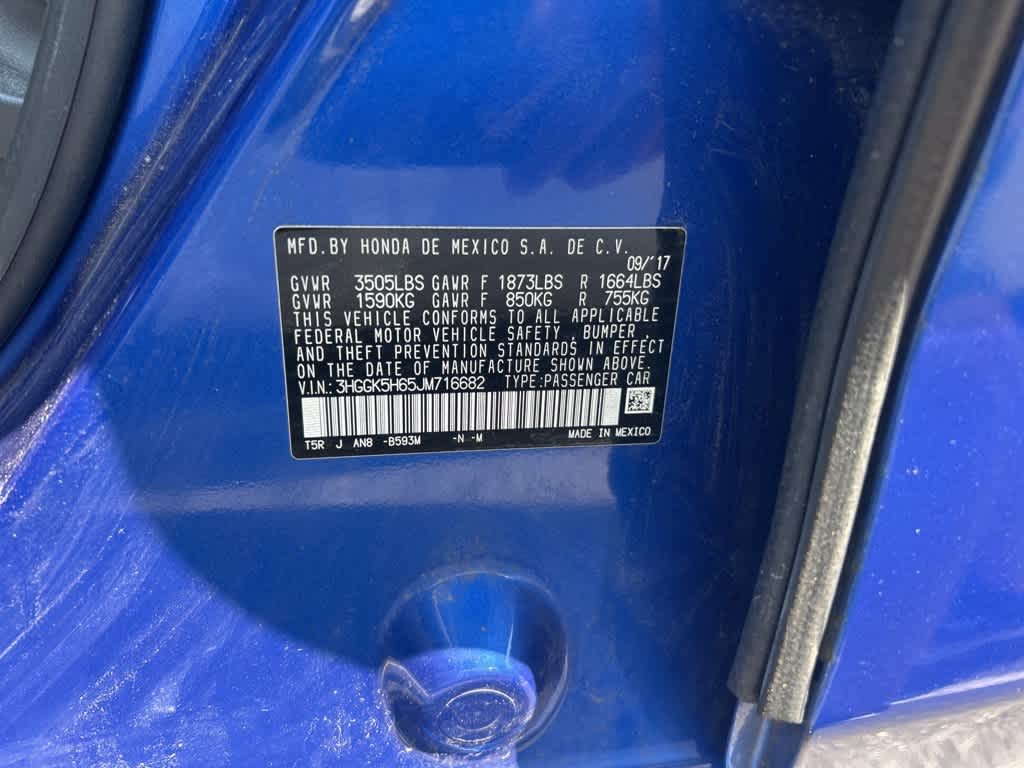 MFD.BY HONDA DE MEXICO S.A. DE C.V.
09/'17
GVWR 3505LBS GAWR F 1873LBS R 1664LBS
GVWR 1590KG GAWR F 850KG R 755KG
THIS VEHICLE CONFORMS TO ALL APPLICABLE
FEDERAL MOTOR VEHICLE SAFETY, BUMPER,
AND THEFT PREVENTION STANDARDS IN EFFECT
ON THE DATE OF MANUFACTURE SHOWN ABOVE.
V.I.N.: 3HGGK5H65JM716682 TYPE:PASSENGER CAR
T5R J AN8 -B593M -N -M MADE IN MEXICO